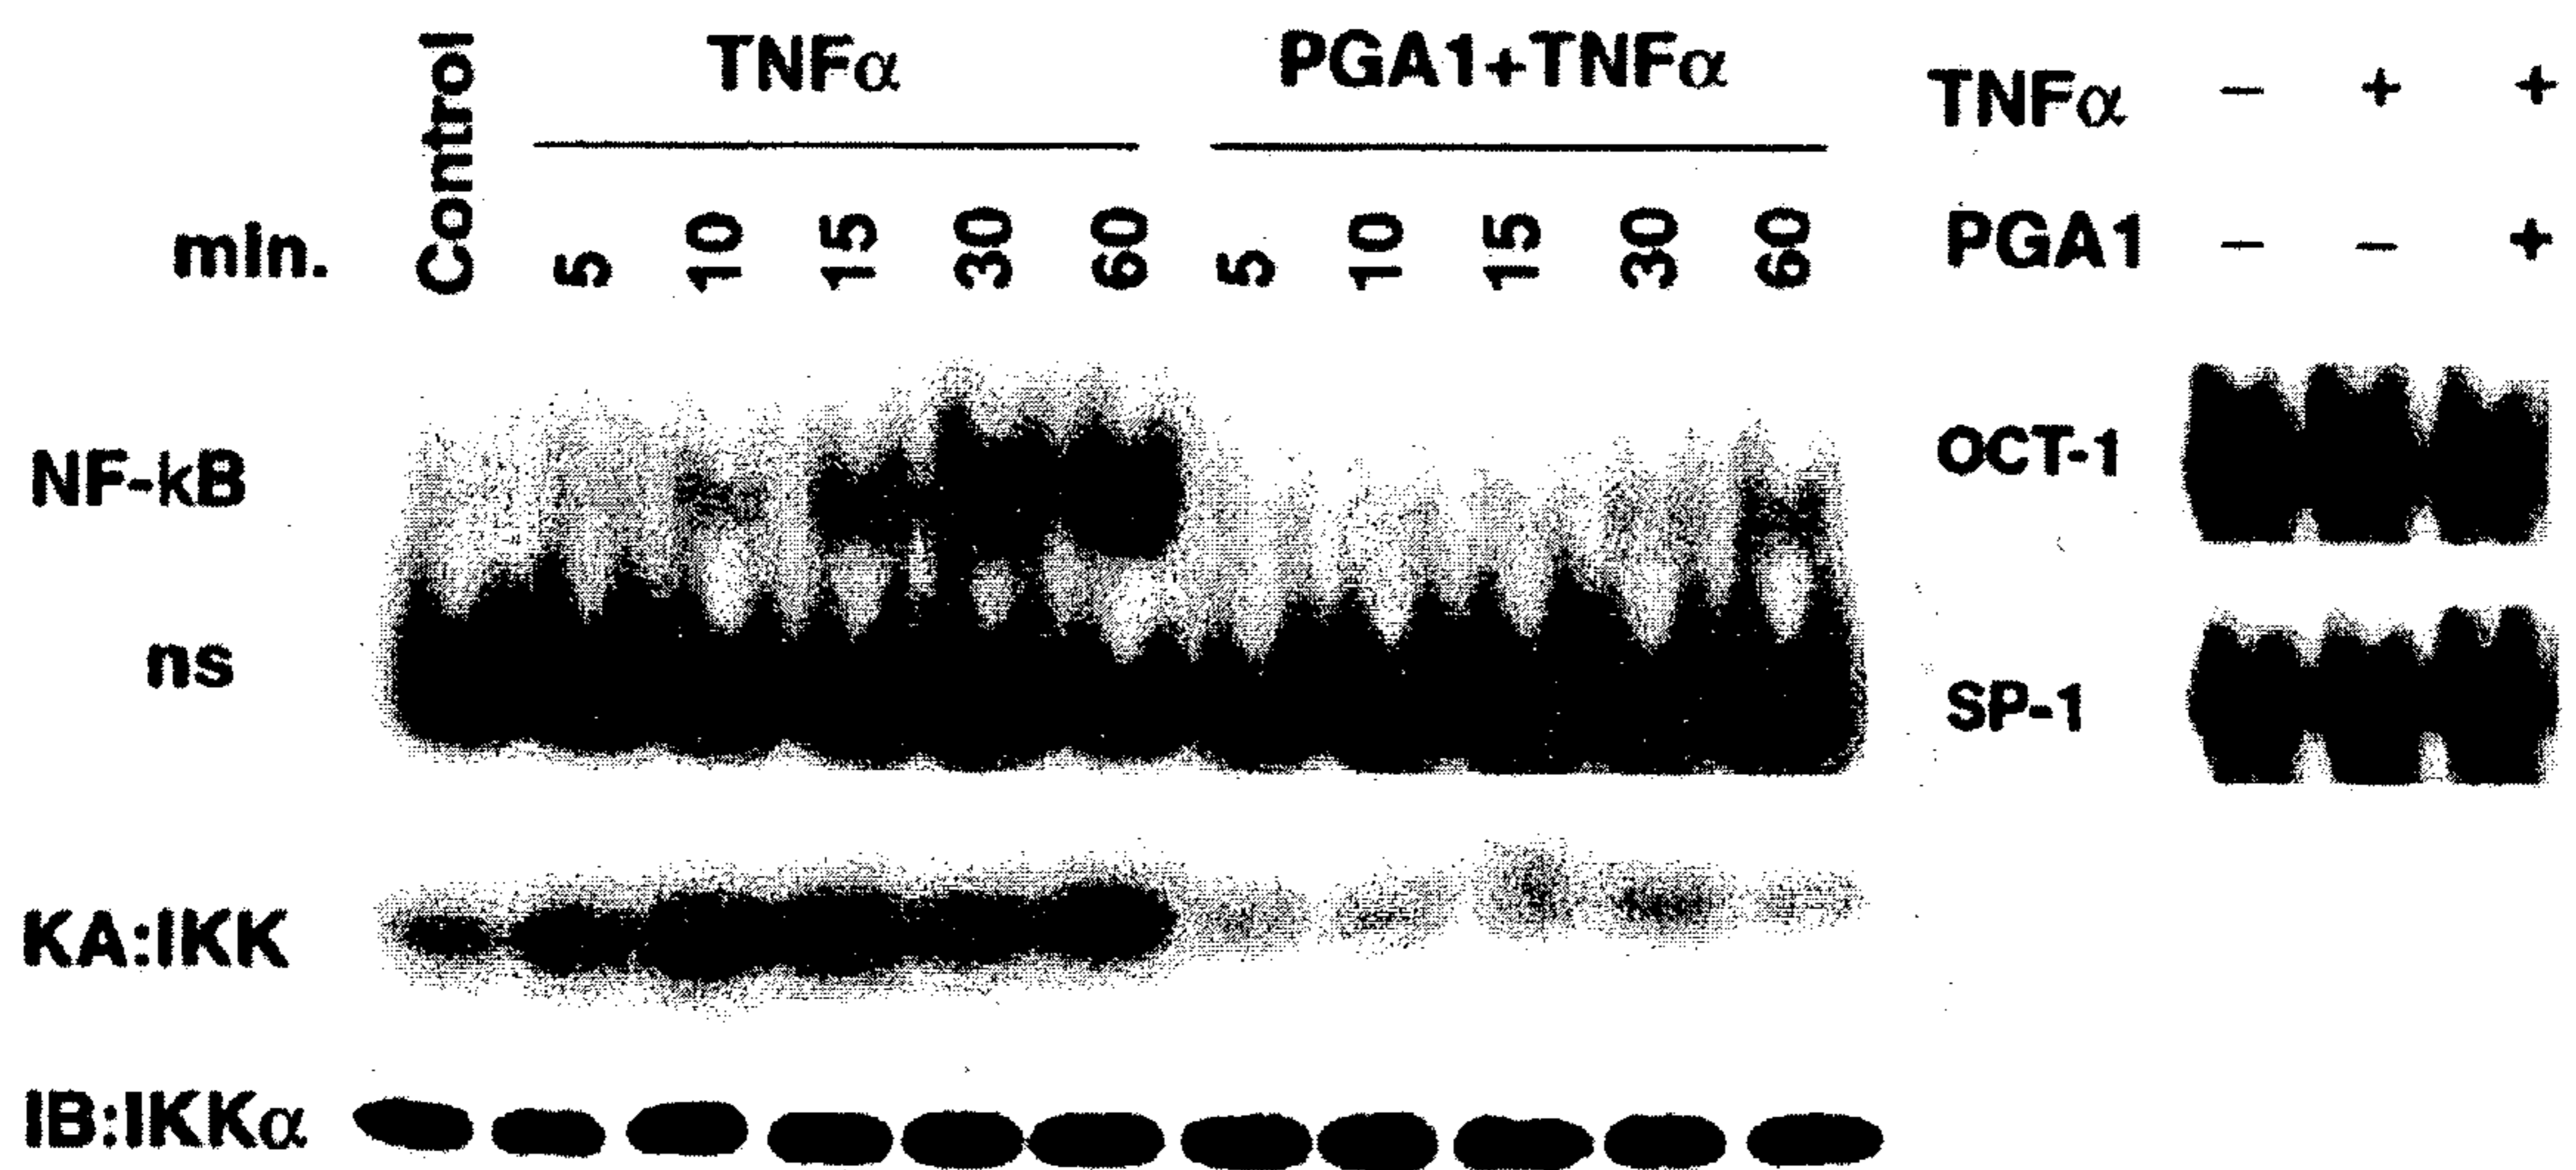 Control TNFα PGA1+TNFα
min. 5 10 15 30 60 5 10 15 30 60
NF-kB
ns
KA:IKK
IB:IKKα
TNFα – + +
PGA1 – – +
OCT-1
SP-1